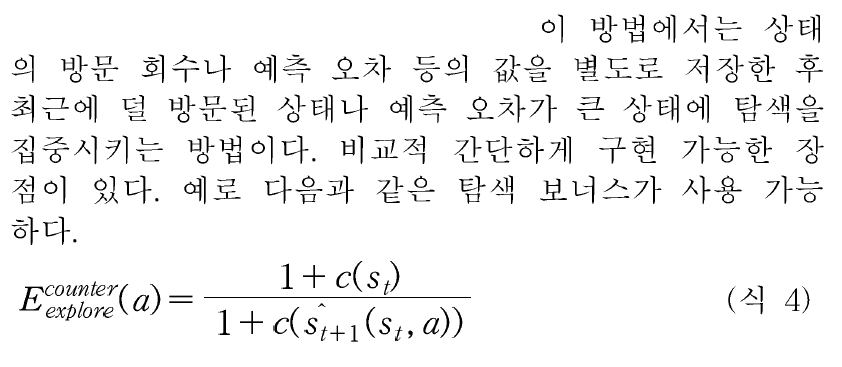 이 방법에서는 상태
의 방문 회수나 예측 오차 등의 값을 별도로 저장한 후
최근에 덜 방문된 상태나 예측 오차가 큰 상태에 탐색을
집중시키는 방법이다. 비교적 간단하게 구현 가능한 장
점이 있다. 예로 다음과 같은 탐색 보너스가 사용 가능
하다.
$E_{explore}^{counter}(a) = \frac{1 + c(s_t)}{1 + c(\hat{s}_{t+1}(s_t, a))}$ (식 4)